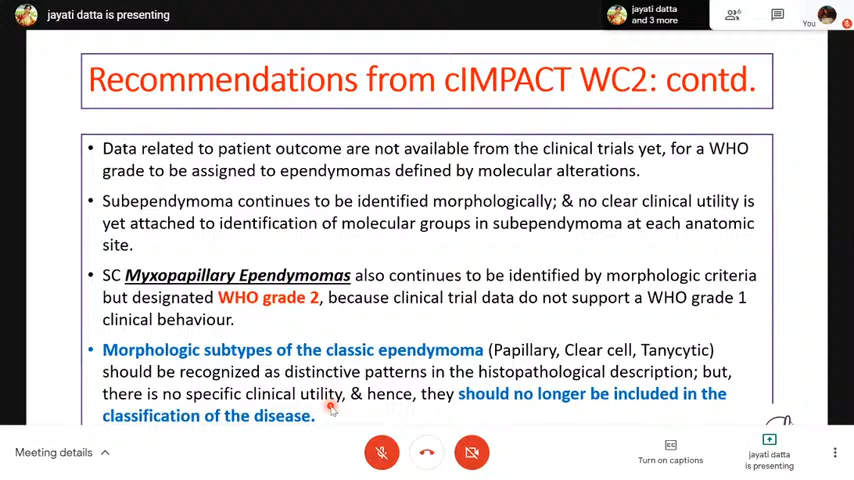 jayati datta is presenting
jayati datta
and 3 more
You
Recommendations from cIMPACT WC2: contd.
• Data related to patient outcome are not available from the clinical trials yet, for a WHO
grade to be assigned to ependymomas defined by molecular alterations.
• Subependymoma continues to be identified morphologically; & no clear clinical utility is
yet attached to identification of molecular groups in subependymoma at each anatomic
site.
• SC Myxopapillary Ependymomas also continues to be identified by morphologic criteria
but designated WHO grade 2, because clinical trial data do not support a WHO grade 1
clinical behaviour.
• Morphologic subtypes of the classic ependymoma (Papillary, Clear cell, Tanycytic)
should be recognized as distinctive patterns in the histopathological description; but,
there is no specific clinical utility, & hence, they should no longer be included in the
classification of the disease.
Meeting details
Turn on captions
jayati datta
is presenting